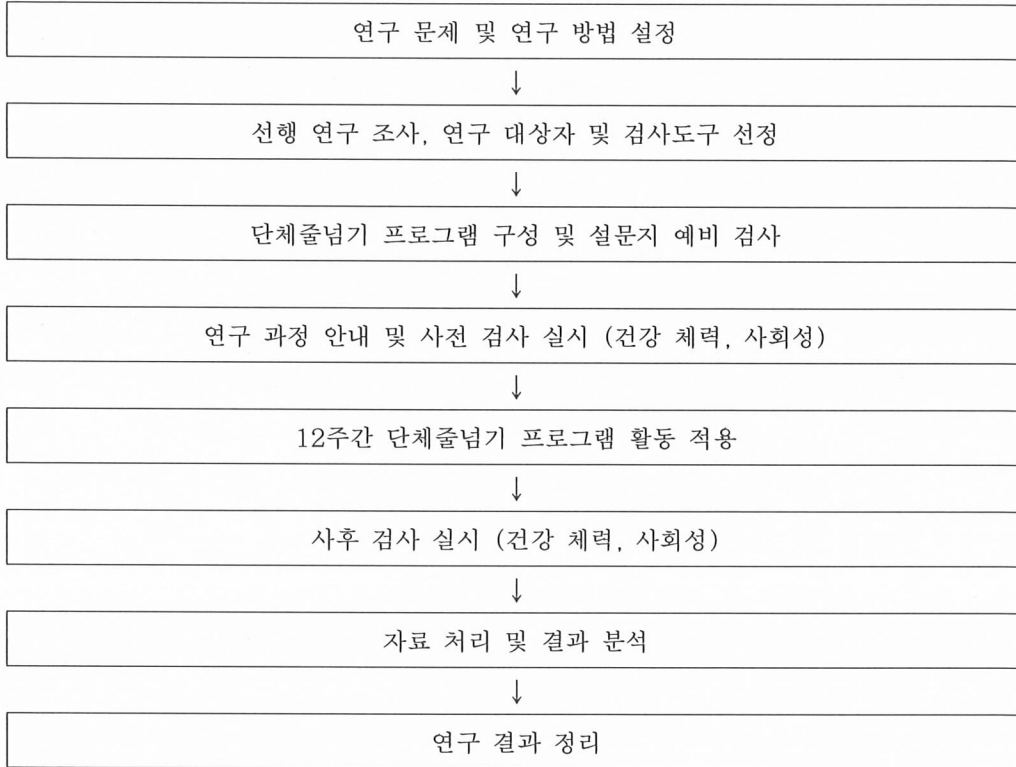 연구 문제 및 연구 방법 설정
↓
선행 연구 조사, 연구 대상자 및 검사도구 선정
↓
단체줄넘기 프로그램 구성 및 설문지 예비 검사
↓
연구 과정 안내 및 사전 검사 실시 (건강 체력, 사회성)
↓
12주간 단체줄넘기 프로그램 활동 적용
↓
사후 검사 실시 (건강 체력, 사회성)
↓
자료 처리 및 결과 분석
↓
연구 결과 정리